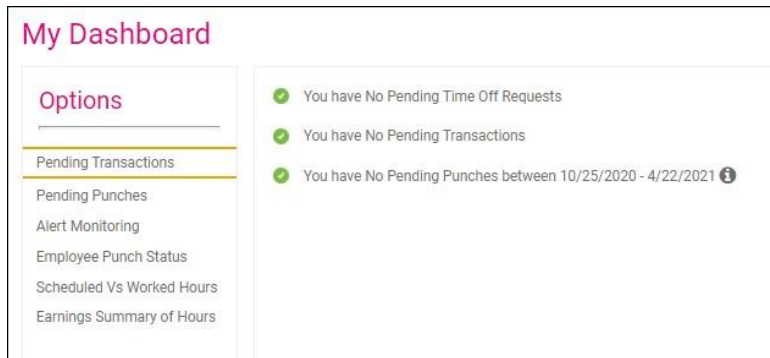 My Dashboard
Options
Pending Transactions
Pending Punches
Alert Monitoring
Employee Punch Status
Scheduled Vs Worked Hours
Earnings Summary of Hours
You have No Pending Time Off Requests
You have No Pending Transactions
You have No Pending Punches between 10/25/2020 - 4/22/2021